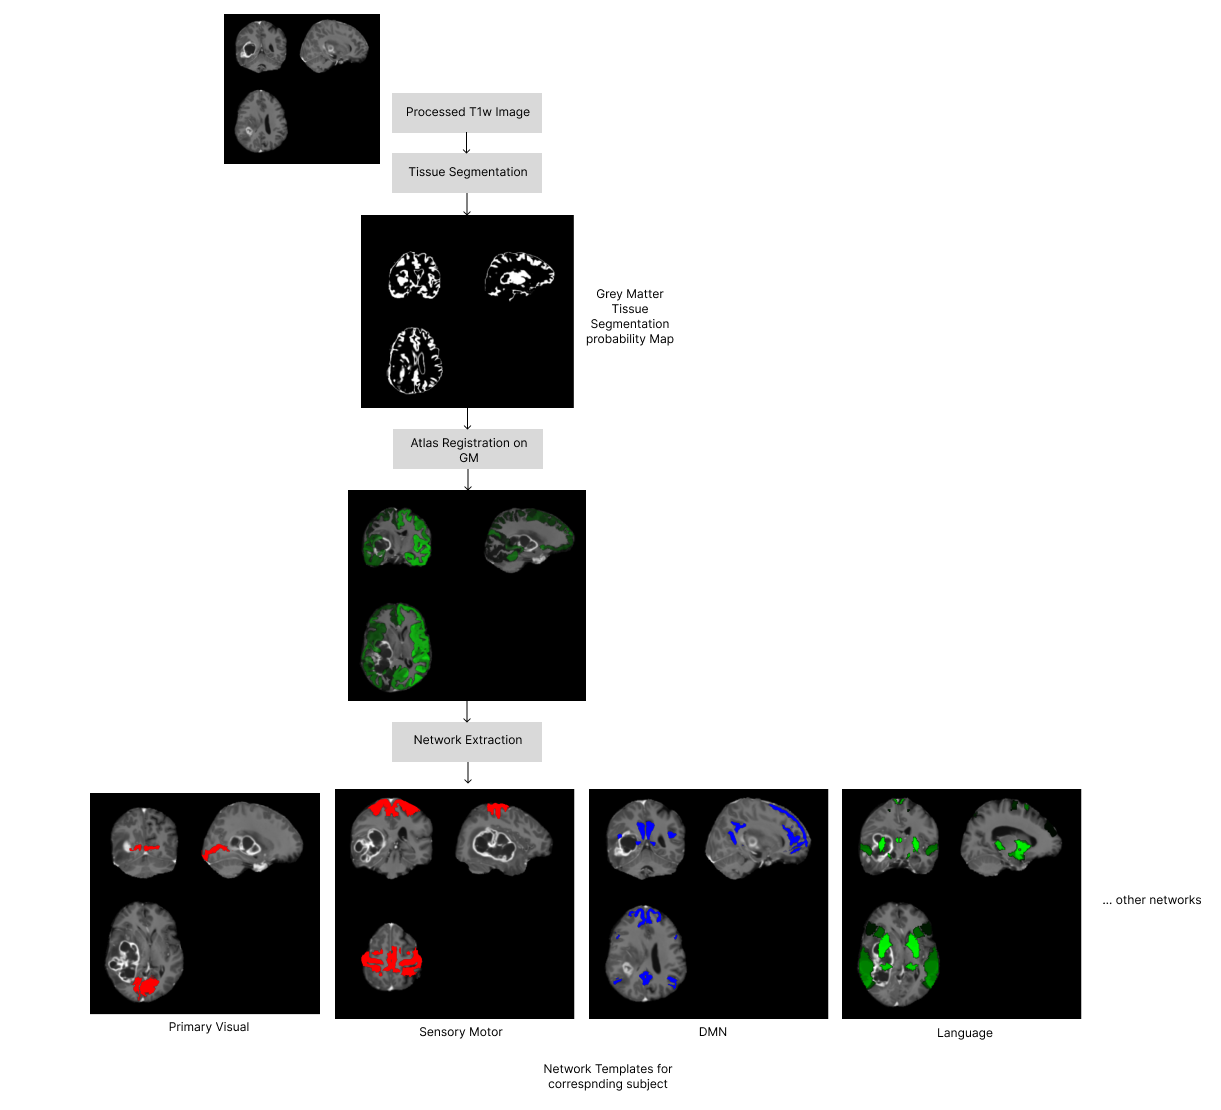 Processed T1w Image
Tissue Segmentation
Grey Matter
Tissue
Segmentation
probability Map
Atlas Registration on
GM
Network Extraction
... other networks
Primary Visual
Sensory Motor
DMN
Language
Network Templates for
correspnding subject